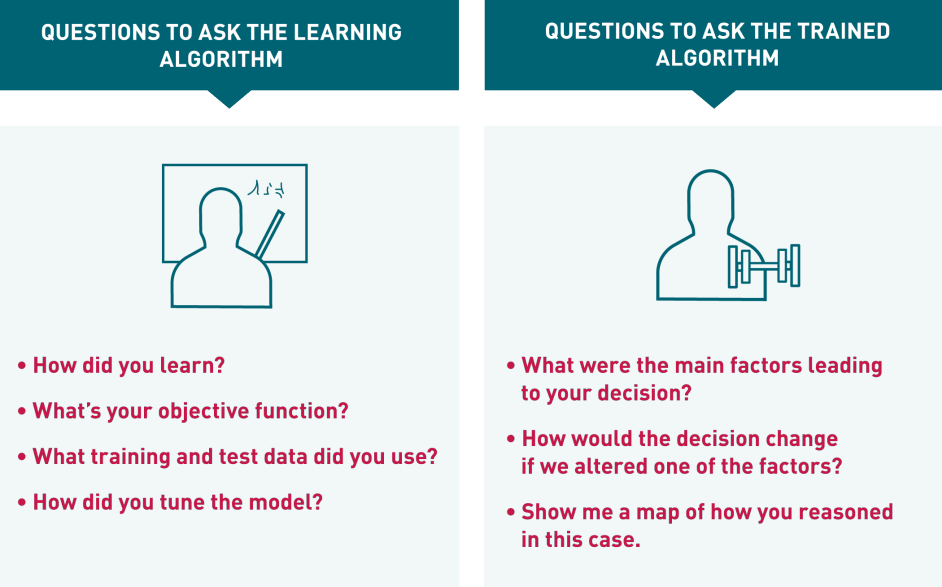 QUESTIONS TO ASK THE LEARNING
ALGORITHM
• How did you learn?
• What's your objective function?
• What training and test data did you use?
• How did you tune the model?
QUESTIONS TO ASK THE TRAINED
ALGORITHM
• What were the main factors leading
to your decision?
• How would the decision change
if we altered one of the factors?
• Show me a map of how you reasoned
in this case.